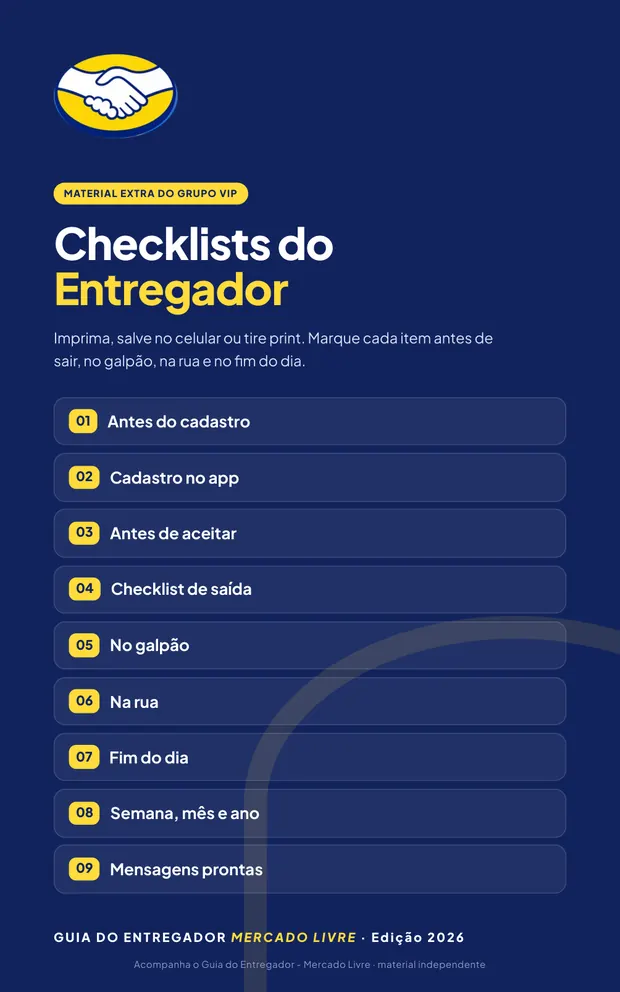 MATERIAL EXTRA DO GRUPO VIP
Checklists do
Entregador
Imprima, salve no celular ou tire print. Marque cada item antes de
sair, no galpão, na rua e no fim do dia.
01 Antes do cadastro
02 Cadastro no app
03 Antes de aceitar
04 Checklist de saída
05 No galpão
06 Na rua
07 Fim do dia
08 Semana, mês e ano
09 Mensagens prontas
GUIA DO ENTREGADOR MERCADO LIVRE · Edição 2026
Acompanha o Guia do Entregador - Mercado Livre · material independente